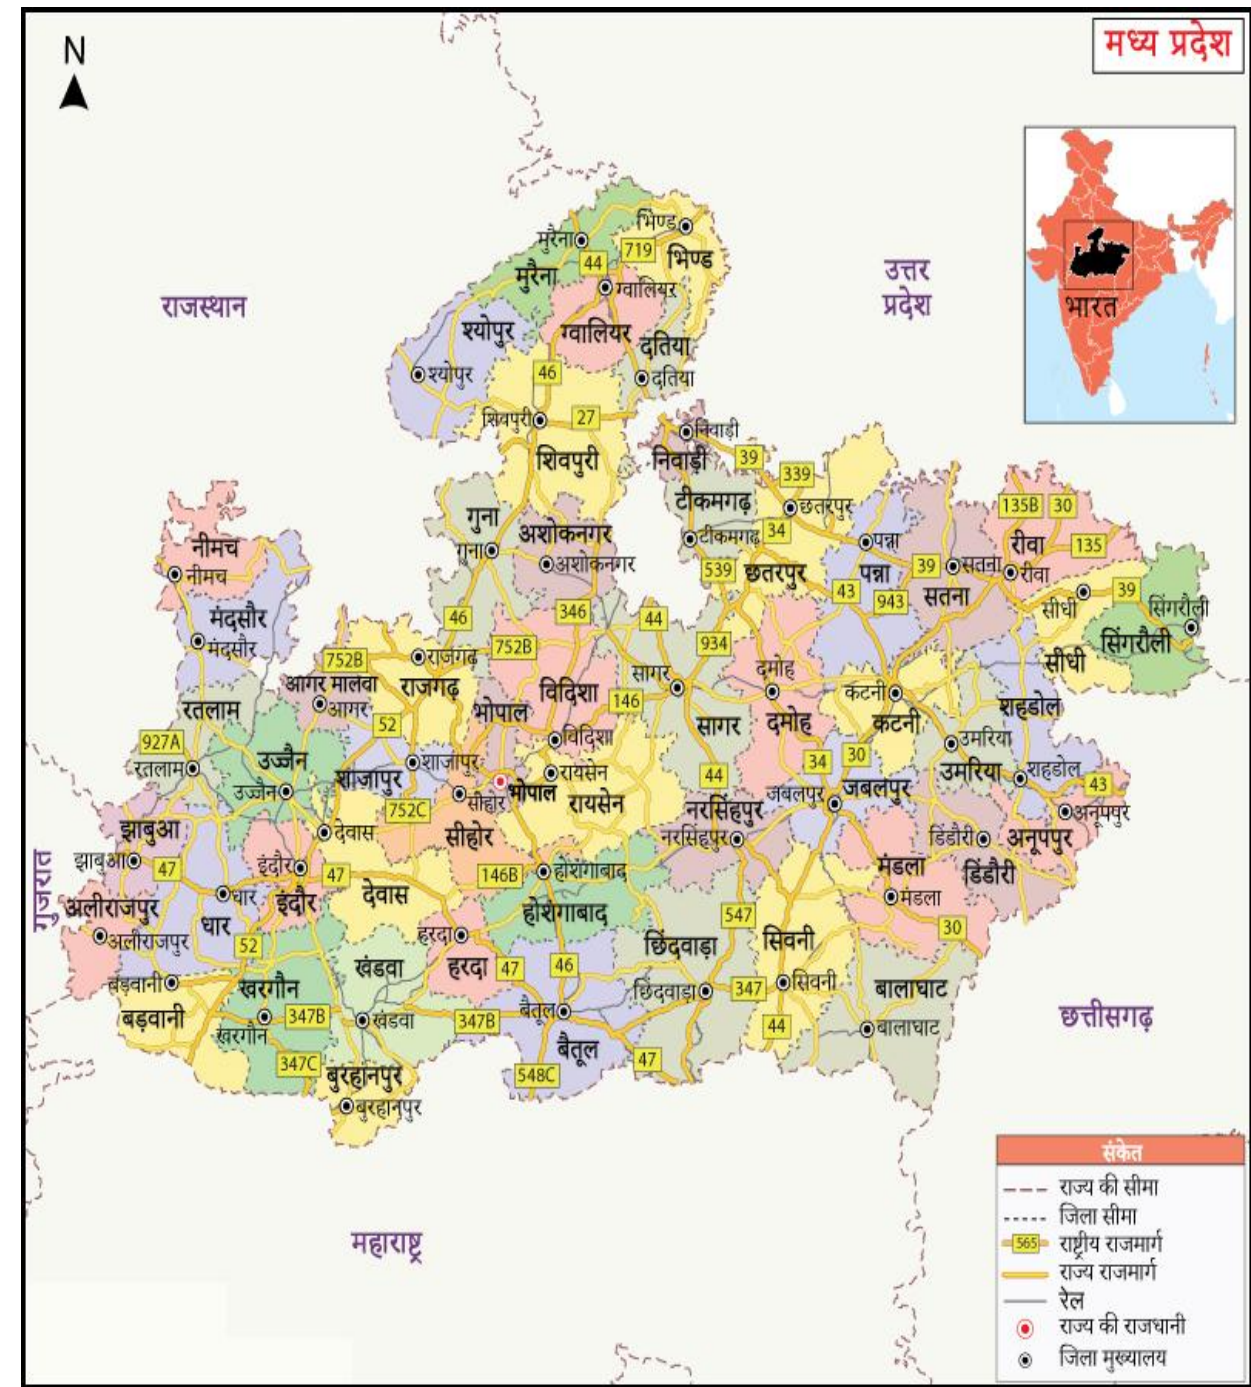 मध्य प्रदेश
N
भारत
राजस्थान
उत्तर
प्रदेश
गुजरात
महाराष्ट्र
छत्तीसगढ़
भिण्ड
मुरैना
719
भिण्ड
44
मुरैना
ग्वालियर
श्योपुर
ग्वालियर
दतिया
श्योपुर
46
दतिया
शिवपुरी
27
निवाड़ी
शिवपुरी
निवाड़ी
39
339
टीकमगढ़
छतरपुर
135B
30
गुना
अशोकनगर
टीकमगढ़
34
पन्ना
रीवा
135
नीमच
गुना
अशोकनगर
539
छतरपुर
पन्ना
39
सतना
रीवा
नीमच
43
943
सतना
सीधी
39
सिंगरौली
मंदसौर
46
346
44
934
सिंगरौली
मंदसौर
752B
राजगढ़
752B
सागर
दमोह
सीधी
आगर मालवा
राजगढ़
विदिशा
146
कटनी
शहडोल
रतलाम
आगर
भोपाल
सागर
दमोह
कटनी
927A
52
विदिशा
उमरिया
उज्जैन
शाजापुर
रायसेन
34
30
रतलाम
शाजापुर
44
उमरिया
शहडोल
43
उज्जैन
सीहोर
भोपाल
रायसेन
जबलपुर
जबलपुर
752C
नरसिंहपुर
अनूपपुर
झाबुआ
देवास
सीहोर
नरसिंहपुर
डिंडौरी
अनूपपुर
झाबुआ
47
इंदौर
47
146B
होशंगाबाद
मंडला
डिंडौरी
अलीराजपुर
धार
इंदौर
देवास
होशंगाबाद
547
मंडला
अलीराजपुर
धार
52
हरदा
छिंदवाड़ा
सिवनी
30
बड़वानी
खरगौन
खंडवा
हरदा
47
46
छिंदवाड़ा
347
सिवनी
बालाघाट
बड़वानी
खरगौन
347B
खंडवा
347B
बैतूल
44
बालाघाट
347C
बुरहानपुर
बैतूल
548C
47
बुरहानपुर
संकेत
राज्य की सीमा
जिला सीमा
565 राष्ट्रीय राजमार्ग
राज्य राजमार्ग
रेल
राज्य की राजधानी
जिला मुख्यालय